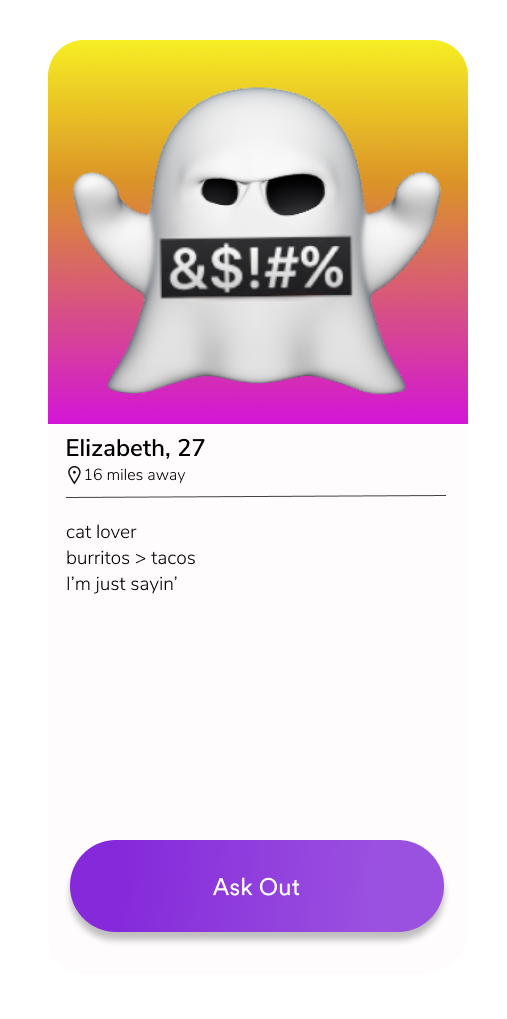 &$!#%
Elizabeth, 27
16 miles away
cat lover
burritos > tacos
I'm just sayin'
Ask Out